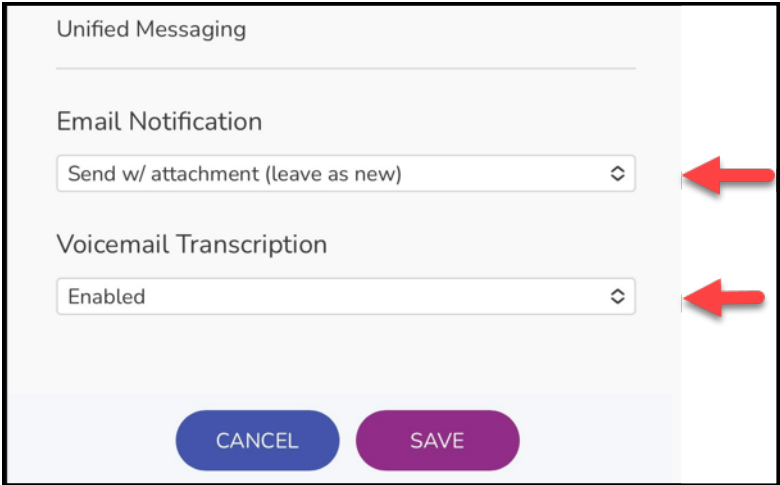 Unified Messaging
Email Notification
Send w/ attachment (leave as new)
Voicemail Transcription
Enabled
CANCEL SAVE